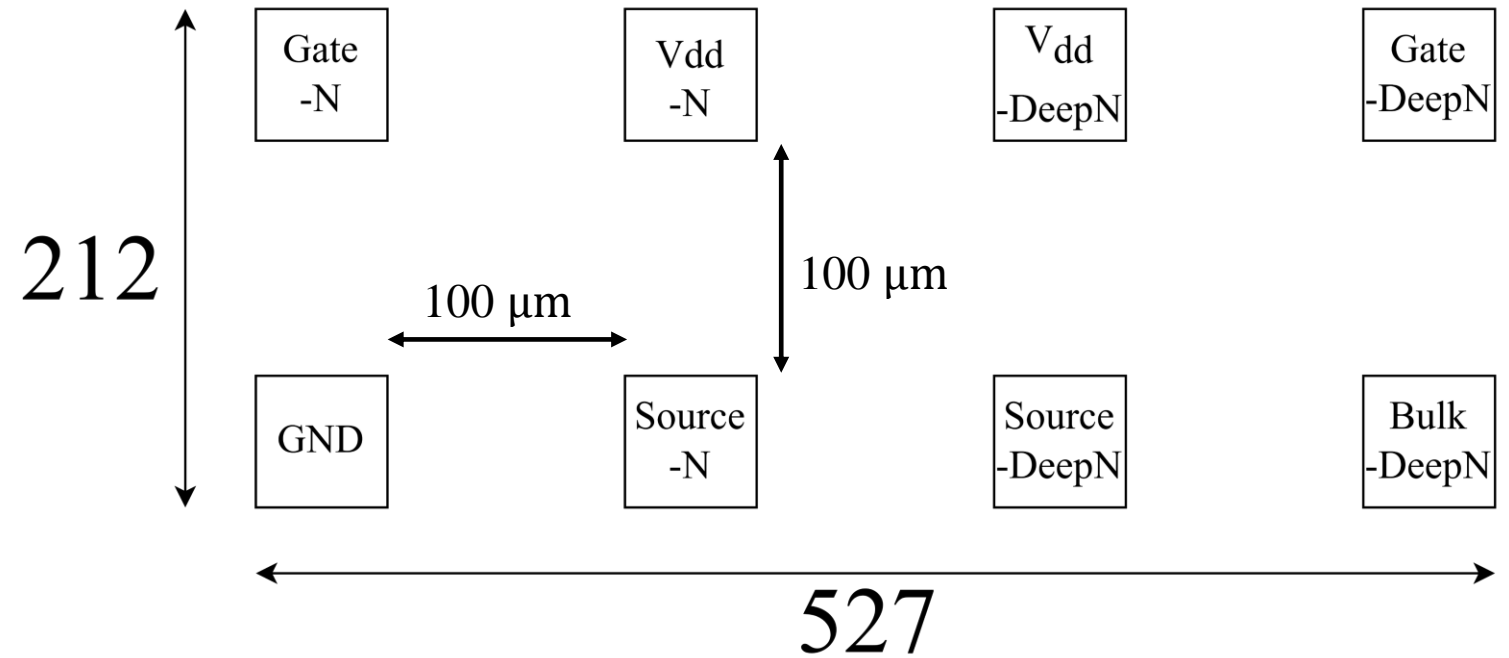 Gate
-N
Vdd
-N
Vdd
-DeepN
Gate
-DeepN
212
100 μm
100 μm
GND
Source
-N
Source
-DeepN
Bulk
-DeepN
527